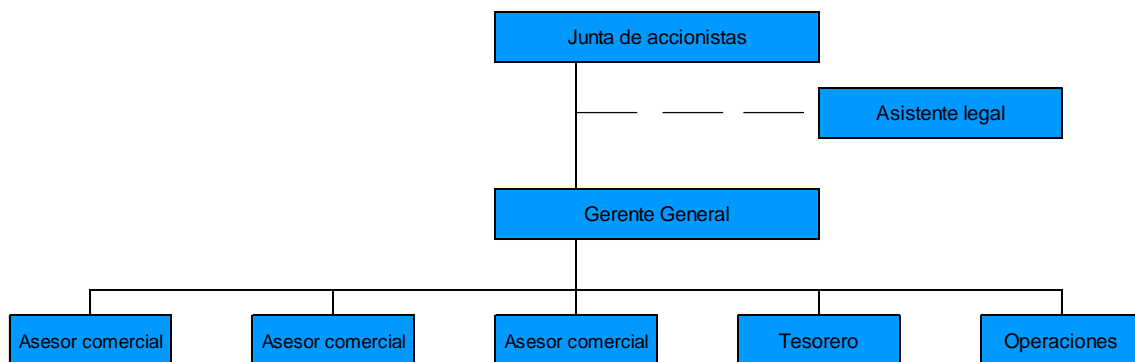 Junta de accionistas
Asistente legal
Gerente General
Asesor comercial
Asesor comercial
Asesor comercial
Tesorero
Operaciones